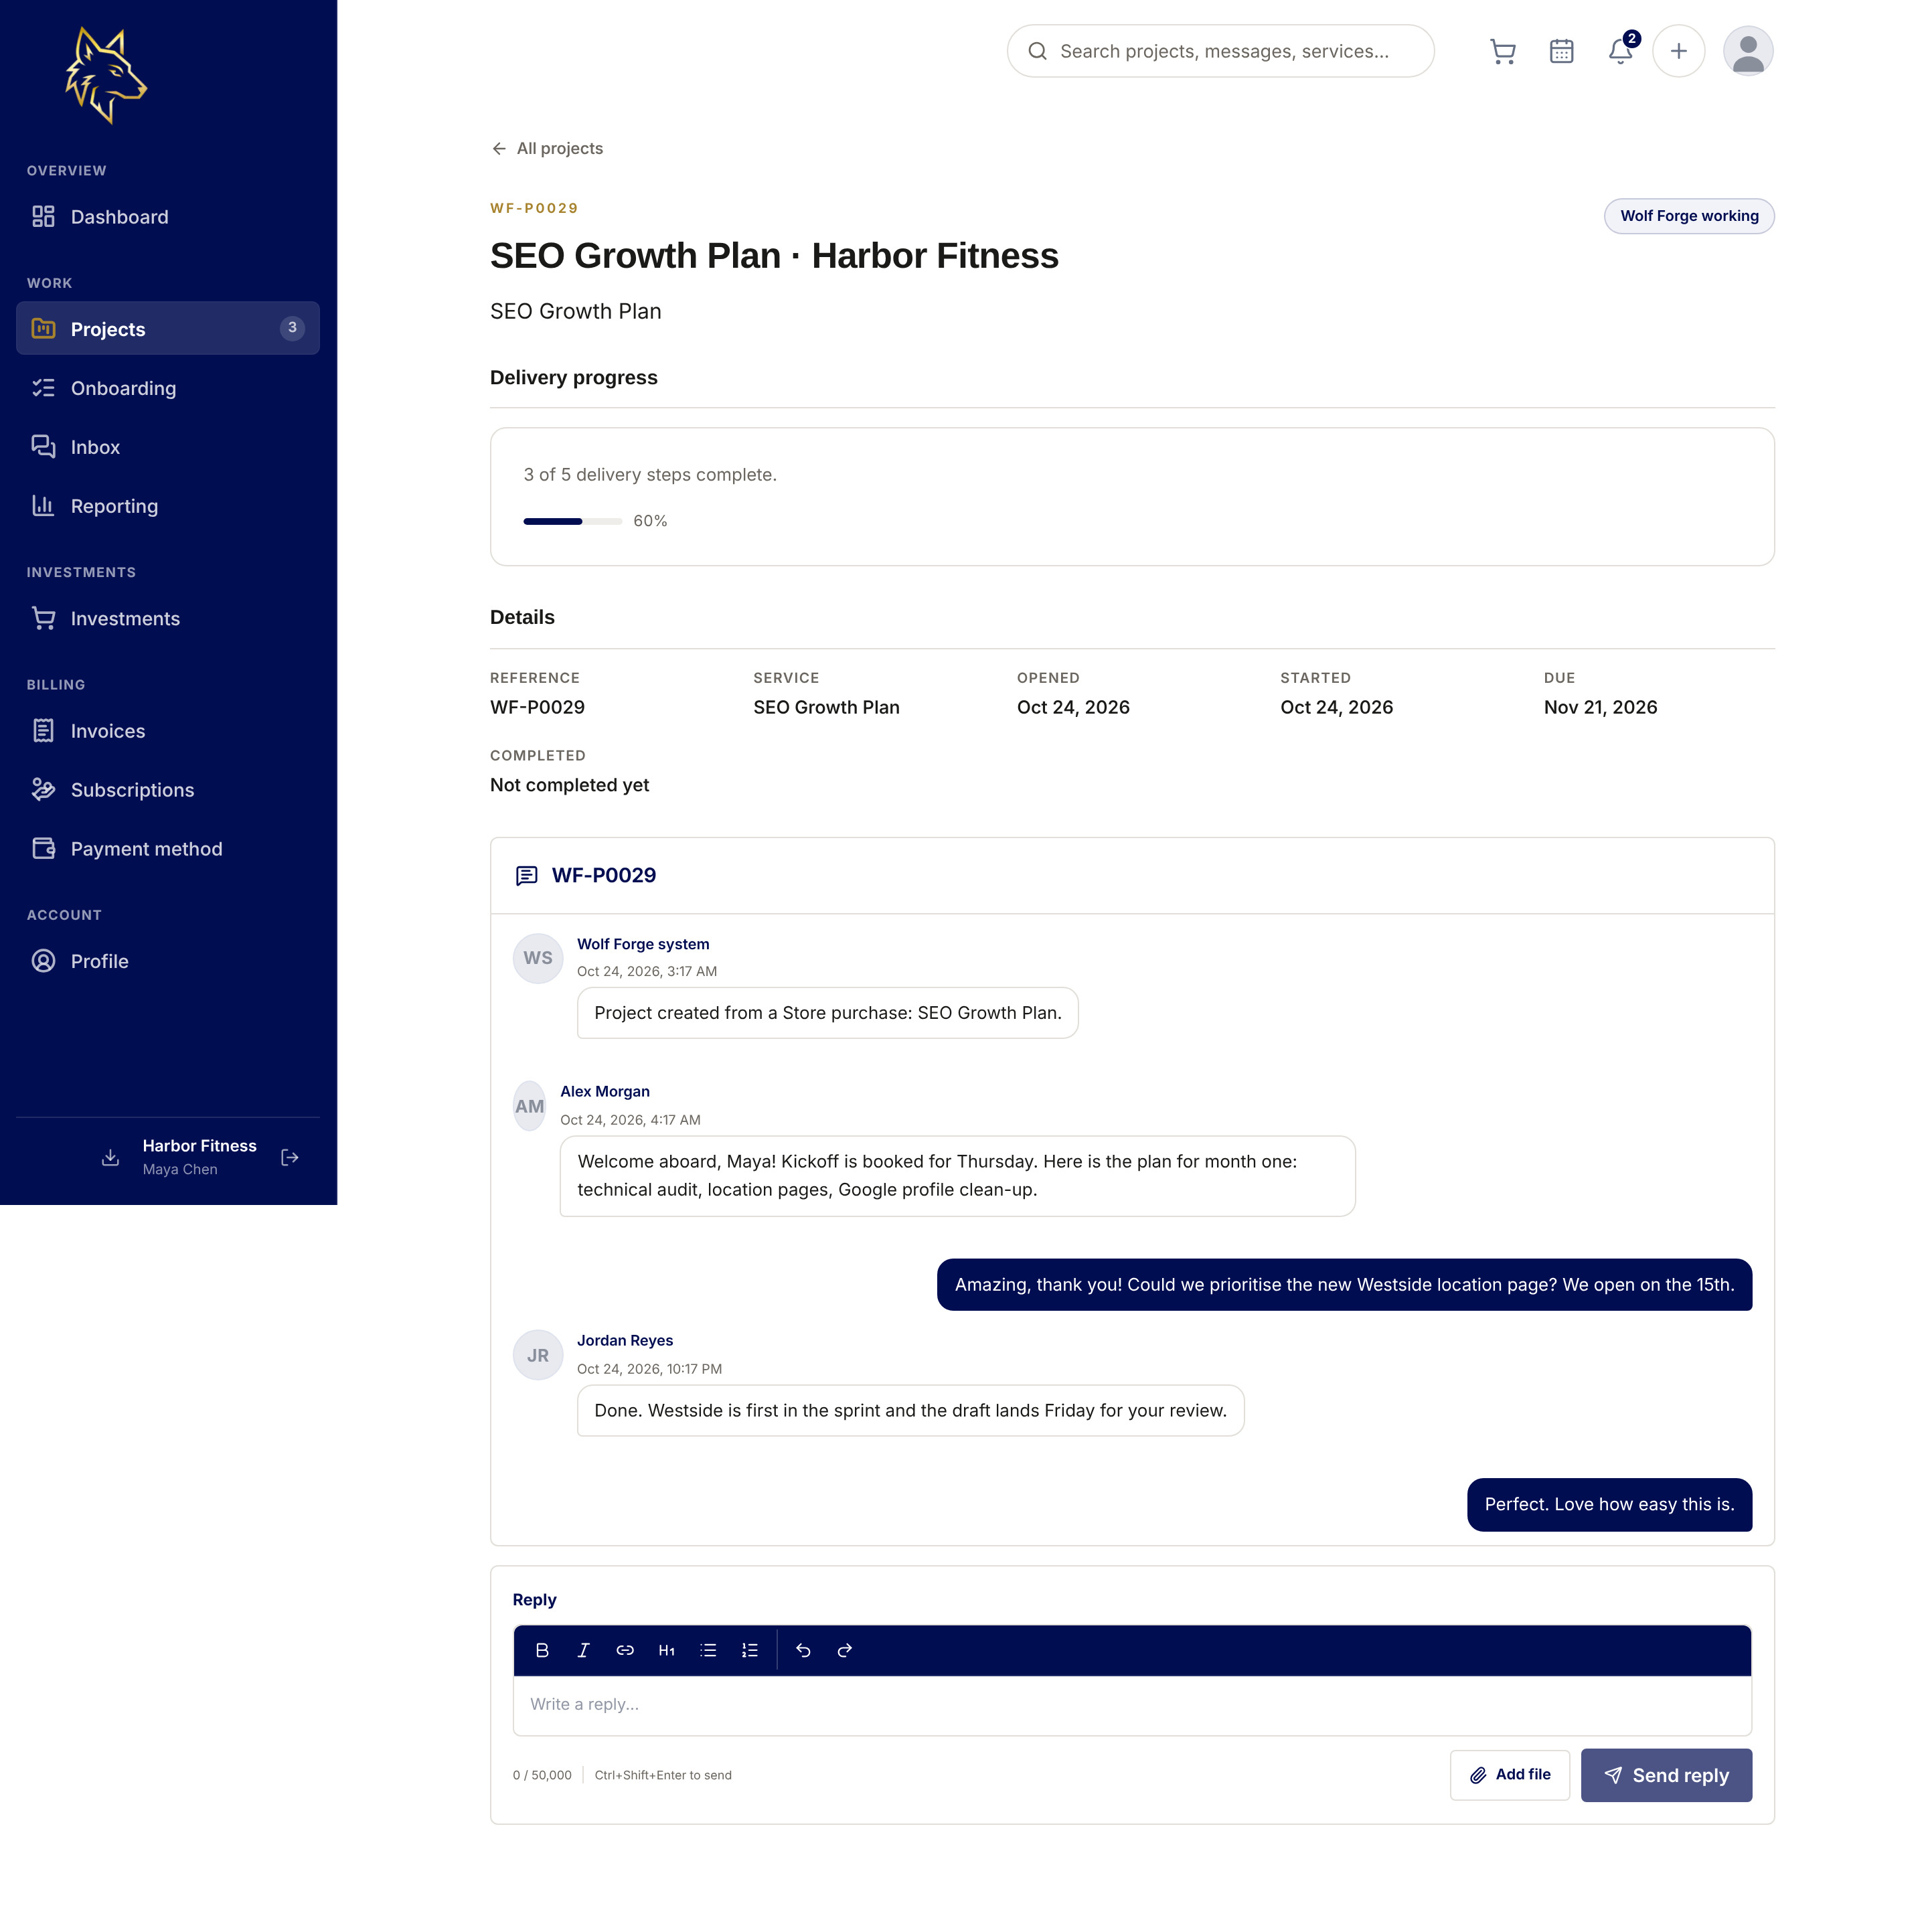 Search projects, messages, services...
2
OVERVIEW
Dashboard
WORK
Projects
3
Onboarding
Inbox
Reporting
INVESTMENTS
Investments
BILLING
Invoices
Subscriptions
Payment method
ACCOUNT
Profile
Harbor Fitness
Maya Chen
All projects
WF-P0029
Wolf Forge working
SEO Growth Plan · Harbor Fitness
SEO Growth Plan
Delivery progress
3 of 5 delivery steps complete.
60%
Details
REFERENCE
WF-P0029
SERVICE
SEO Growth Plan
OPENED
Oct 24, 2026
STARTED
Oct 24, 2026
DUE
Nov 21, 2026
COMPLETED
Not completed yet
WF-P0029
WS
Wolf Forge system
Oct 24, 2026, 3:17 AM
Project created from a Store purchase: SEO Growth Plan.
AM
Alex Morgan
Oct 24, 2026, 4:17 AM
Welcome aboard, Maya! Kickoff is booked for Thursday. Here is the plan for month one:
technical audit, location pages, Google profile clean-up.
Amazing, thank you! Could we prioritise the new Westside location page? We open on the 15th.
JR
Jordan Reyes
Oct 24, 2026, 10:17 PM
Done. Westside is first in the sprint and the draft lands Friday for your review.
Perfect. Love how easy this is.
Reply
B I H1
Write a reply...
0 / 50,000
Ctrl+Shift+Enter to send
Add file
Send reply